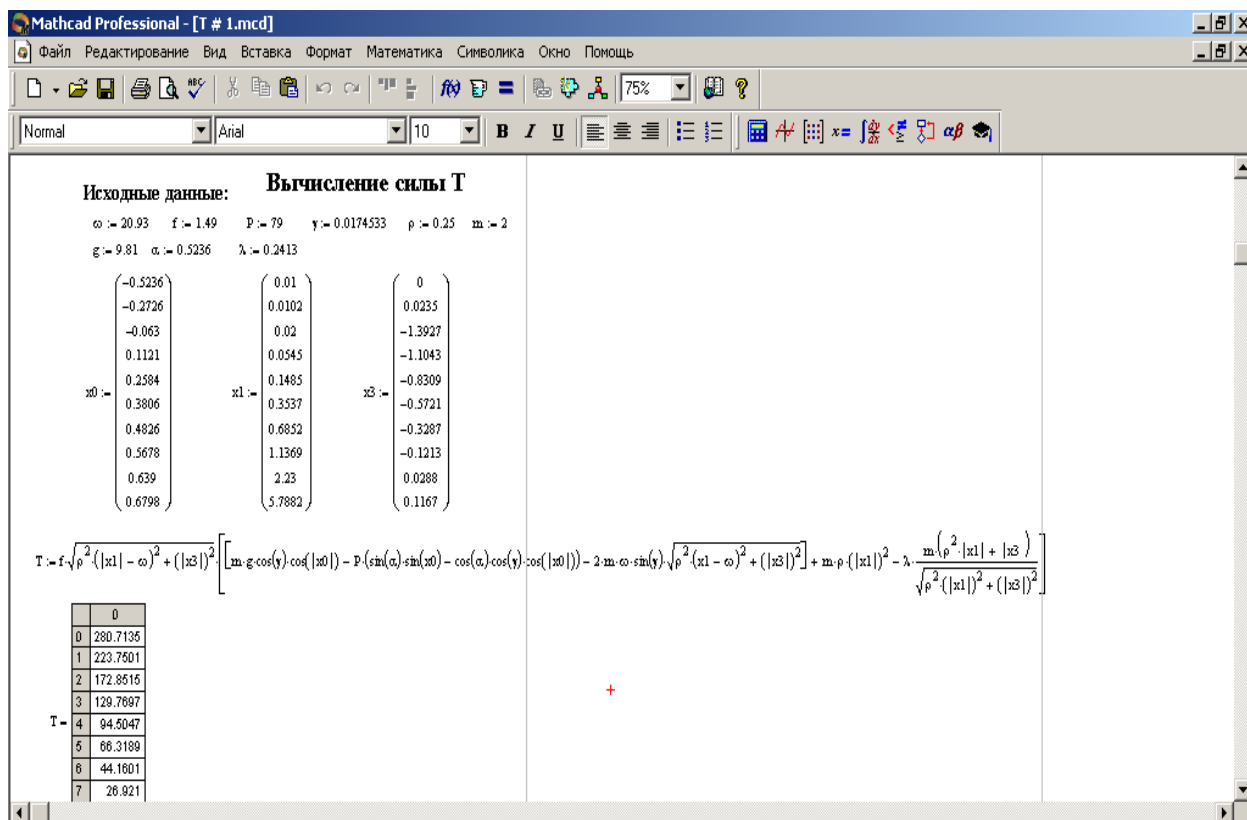 Mathcad Professional - [T # 1.mcd]
Файл Редактирование Вид Вставка Формат Математика Символика Окно Помощь
75%
Normal Arial 10 B I U
Вычисление силы T
Исходные данные:
ω := 20.93 f := 1.49 P := 79 γ := 0.0174533 ρ := 0.25 m := 2
g := 9.81 α := 0.5236 λ := 0.2413
x0 := (−0.5236 −0.2726 −0.063 0.1121 0.2584 0.3806 0.4826 0.5678 0.639 0.6798)
x1 := (0.01 0.0102 0.02 0.0545 0.1485 0.3537 0.6852 1.1369 2.23 5.7882)
x3 := (0 0.0235 −1.3927 −1.1043 −0.8309 −0.5721 −0.3287 −0.1213 0.0288 0.1167)
T := f·√(ρ²·(|x1| − ω)² + (|x3|)²)·[[m·g·cos(γ)·cos(|x0|) − P·(sin(α)·sin(x0) − cos(α)·cos(γ)·cos(|x0|)) − 2·m·ω·sin(γ)·√(ρ²·(x1 − ω)² + (|x3|)²)] + m·ρ·(|x1|)² − λ·m·(ρ²·|x1| + |x3|)/√(ρ²·(|x1|)² + (|x3|)²)]
T =
0
0 280.7135
1 223.7501
2 172.8515
3 129.7697
4 94.5047
5 66.3189
6 44.1601
7 26.921